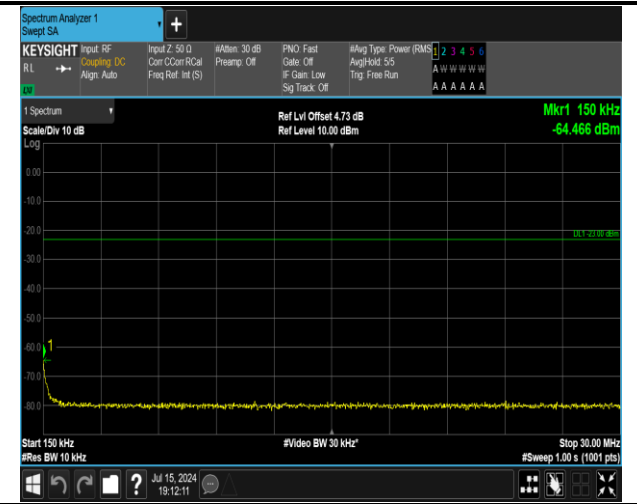 Spectrum Analyzer 1
Swept SA
+
KEYSIGHT
RL
Input: RF
Coupling: DC
Align: Auto
Input Z: 50 Ω
Corr CCorr RCal
Freq Ref: Int (S)
#Atten: 30 dB
Preamp: Off
PNO: Fast
Gate: Off
IF Gain: Low
Sig Track: Off
#Avg Type: Power (RMS
Avg|Hold: 5/5
Trig: Free Run
1 2 3 4 5 6
A W W W W W
A A A A A A
1 Spectrum
Scale/Div 10 dB
Ref Lvl Offset 4.73 dB
Ref Level 10.00 dBm
Mkr1 150 kHz
-64.466 dBm
Log
0.00
-10.0
-20.0
DL1 -23.00 dBm
-30.0
-40.0
-50.0
-60.0
1
-70.0
-80.0
Start 150 kHz
#Res BW 10 kHz
#Video BW 30 kHz*
Stop 30.00 MHz
#Sweep 1.00 s (1001 pts)
?
Jul 15, 2024
19:12:11